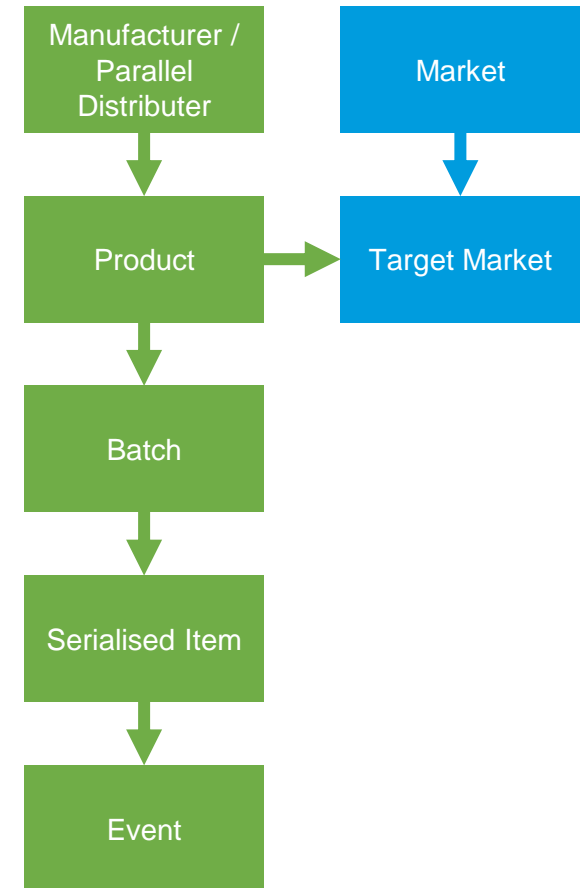 Manufacturer /
Parallel
Distributer
Market
Product
Target Market
Batch
Serialised Item
Event